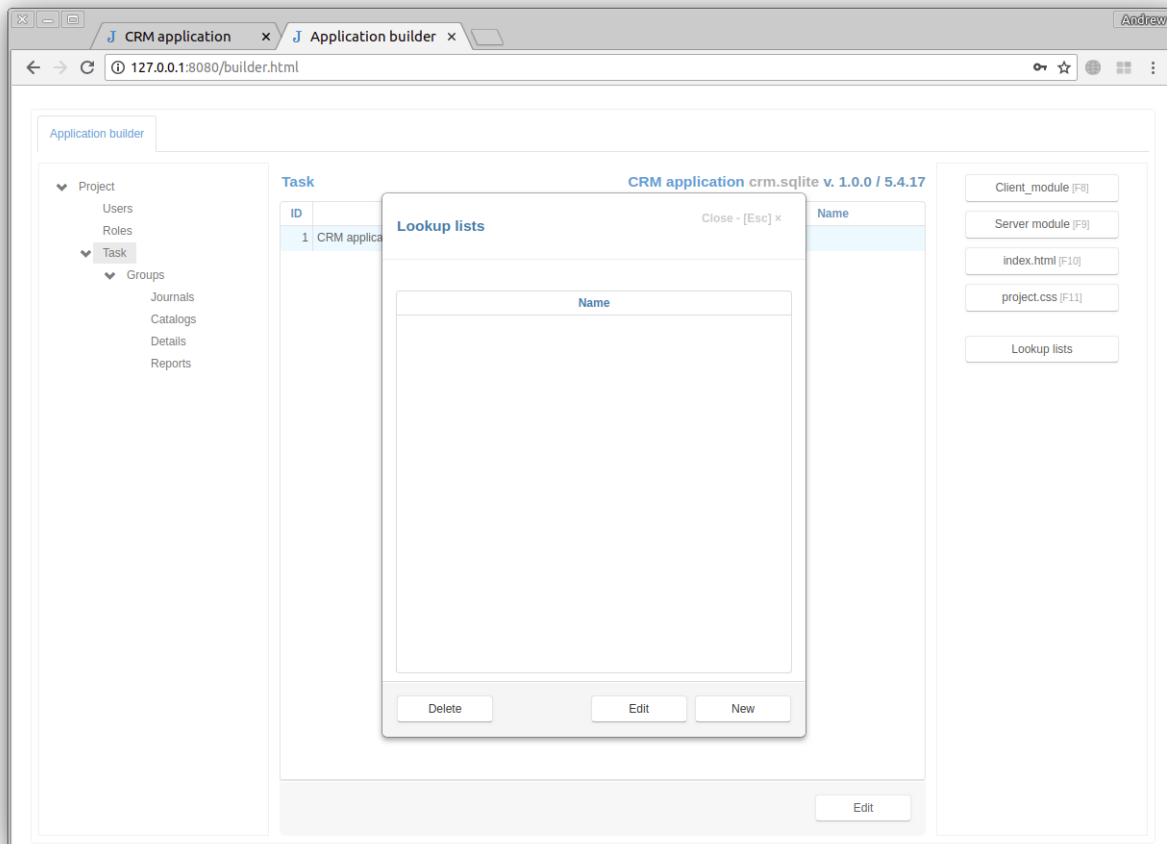 Andrew
J CRM application ×
J Application builder ×
127.0.0.1:8080/builder.html
Application builder
Project
Users
Roles
Task
Groups
Journals
Catalogs
Details
Reports
Task
CRM application crm.sqlite v. 1.0.0 / 5.4.17
ID Name
1 CRM applica
Lookup lists
Close - [Esc] ×
Name
Delete
Edit
New
Edit
Client_module [F8]
Server module [F9]
index.html [F10]
project.css [F11]
Lookup lists